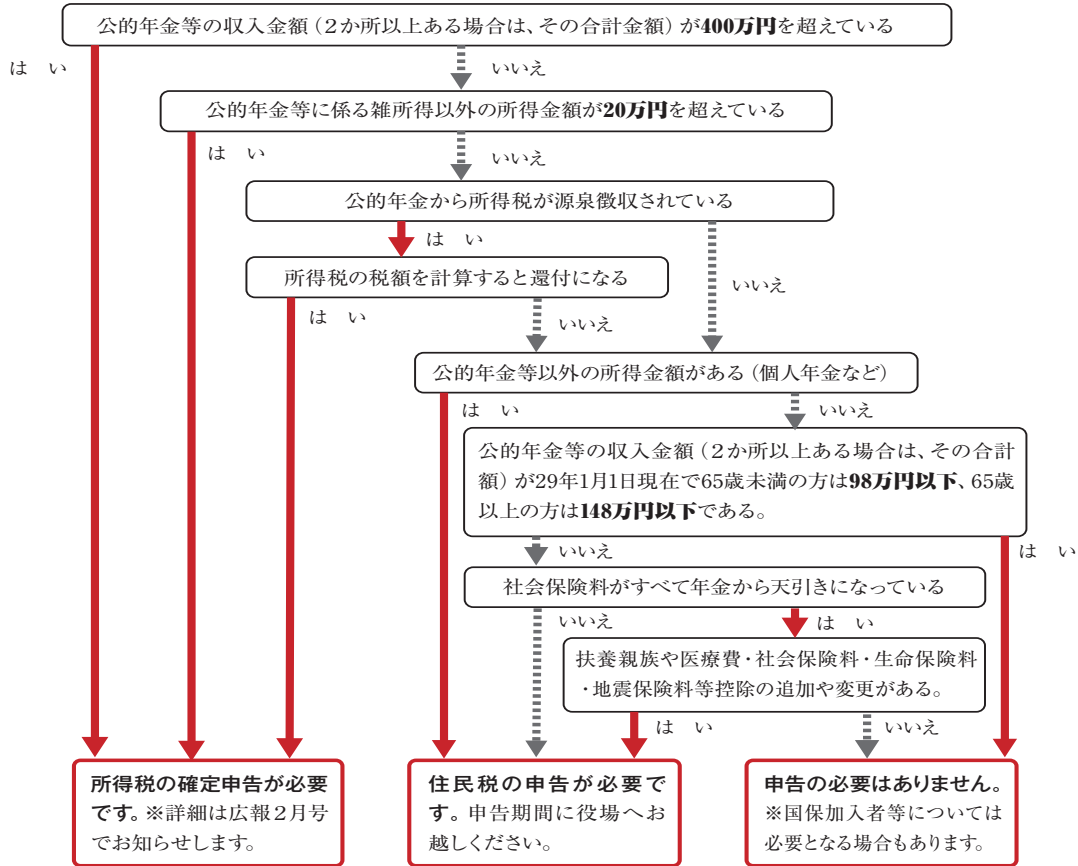 公的年金等の収入金額（２か所以上ある場合は、その合計金額）が400万円を超えている
は い
いいえ
公的年金等に係る雑所得以外の所得金額が20万円を超えている
は い
いいえ
公的年金から所得税が源泉徴収されている
は い
いいえ
所得税の税額を計算すると還付になる
は い
いいえ
公的年金等以外の所得金額がある（個人年金など）
は い
いいえ
公的年金等の収入金額（２か所以上ある場合は、その合計
額）が29年1月1日現在で65歳未満の方は98万円以下、65歳
以上の方は148万円以下である。
いいえ
は い
社会保険料がすべて年金から天引きになっている
いいえ
は い
扶養親族や医療費・社会保険料・生命保険料
・地震保険料等控除の追加や変更がある。
は い
いいえ
所得税の確定申告が必要
です。※詳細は広報２月号
でお知らせします。
住民税の申告が必要で
す。申告期間に役場へお
越しください。
申告の必要はありません。
※国保加入者等については
必要となる場合もあります。